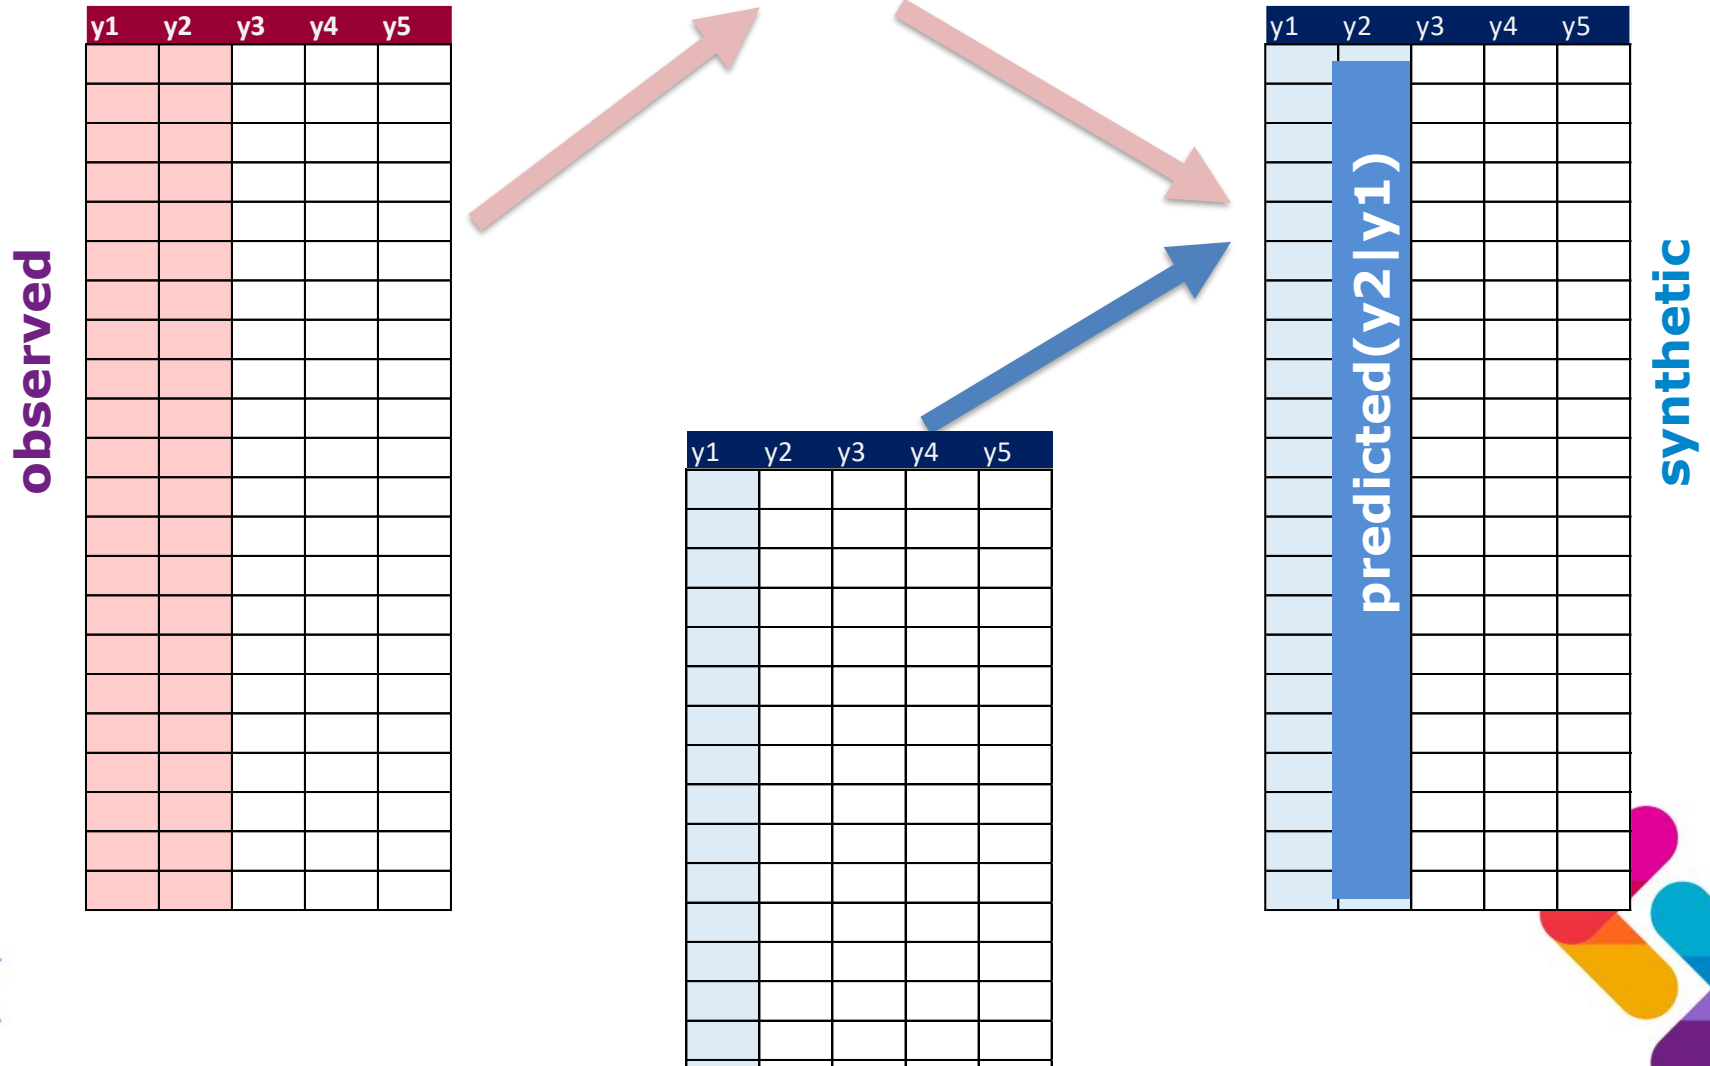 y1 y2 y3 y4 y5
observed
y1 y2 y3 y4 y5
y1 y2 y3 y4 y5
predicted(y2|y1)
synthetic